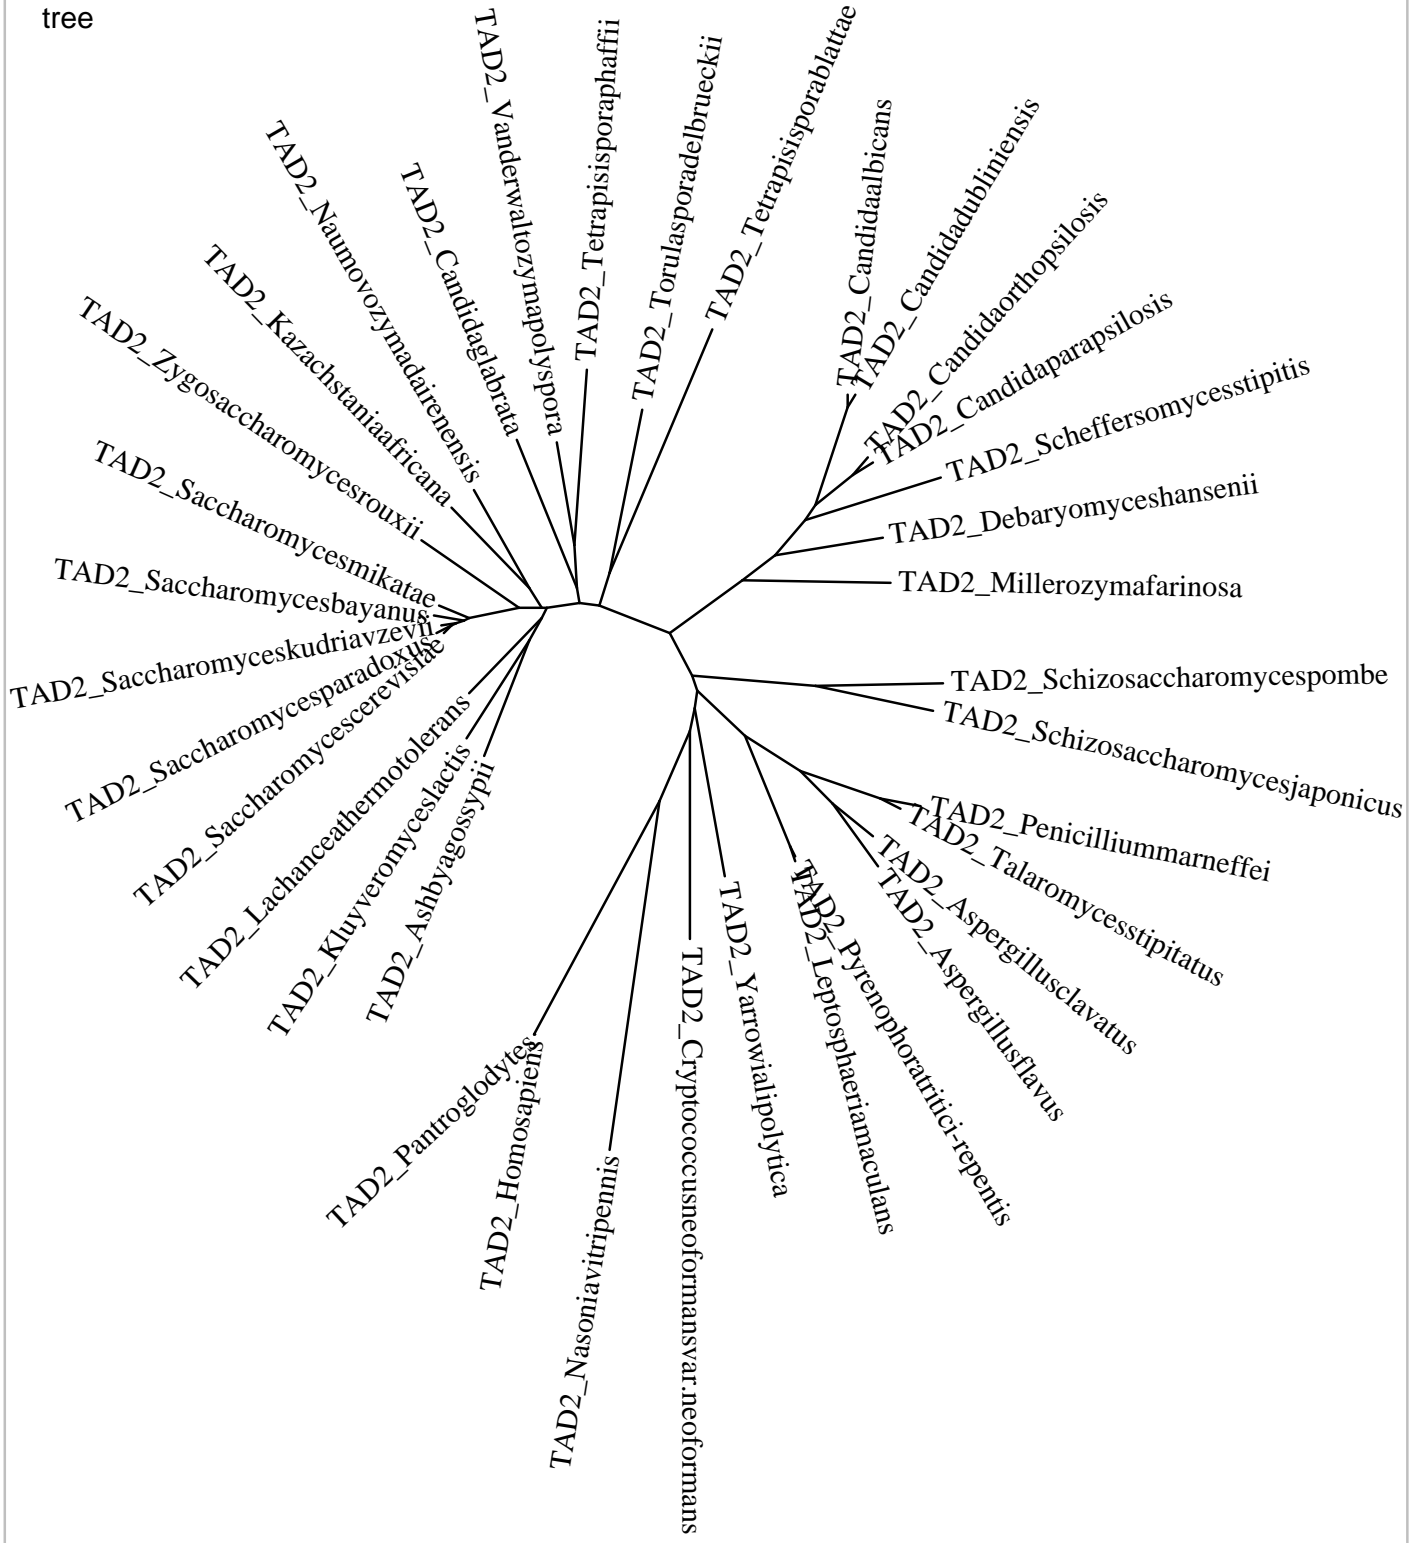 tree
TAD2_Vanderwaltozymapolyspora
TAD2_Tetrapisisporaphaffii
TAD2_Torulasporadelbrueckii
TAD2_Tetrapisisporablattae
TAD2_Candidaalbicans
TAD2_Candidadubliniensis
TAD2_Candidaorthopsilosis
TAD2_Candidaparapsilosis
TAD2_Scheffersomycesstipitis
TAD2_Debaryomyceshansenii
TAD2_Millerozymafarinosa
TAD2_Schizosaccharomycespombe
TAD2_Schizosaccharomycesjaponicus
TAD2_Penicilliummarneffei
TAD2_Talaromycesstipitatus
TAD2_Aspergillusclavatus
TAD2_Aspergillusflavus
TAD2_Pyrenophoratritici-repentis
TAD2_Leptosphaeriamaculans
TAD2_Yarrowialipolytica
TAD2_Cryptococcusneoformansvar.neoformans
TAD2_Nasoniavitripennis
TAD2_Homosapiens
TAD2_Pantroglodytes
TAD2_Ashbyagossypii
TAD2_Kluyveromyceslactis
TAD2_Lachanceathermotolerans
TAD2_Saccharomycescerevisiae
TAD2_Saccharomycesparadoxus
TAD2_Saccharomyceskudriavzevii
TAD2_Saccharomycesbayanus
TAD2_Saccharomycesmikatae
TAD2_Zygosaccharomycesrouxii
TAD2_Kazachstaniaafricana
TAD2_Naumovozymadairenensis
TAD2_Candidaglabrata